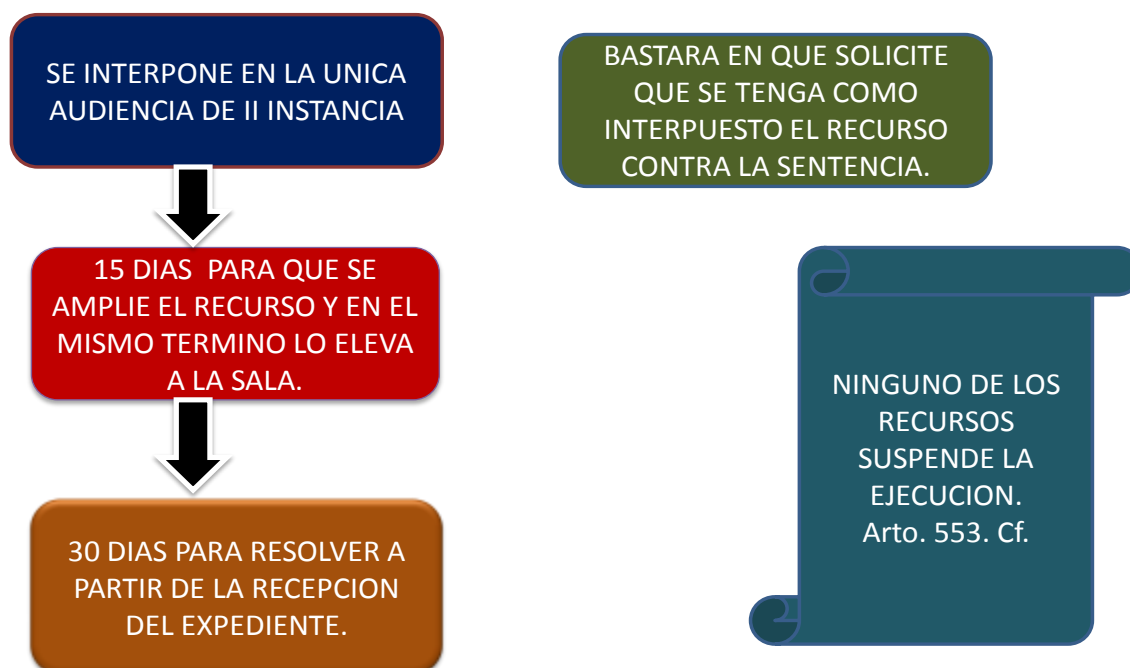 SE INTERPONE EN LA UNICA
AUDIENCIA DE II INSTANCIA
BASTARA EN QUE SOLICITE
QUE SE TENGA COMO
INTERPUESTO EL RECURSO
CONTRA LA SENTENCIA.
15 DIAS PARA QUE SE
AMPLIE EL RECURSO Y EN EL
MISMO TERMINO LO ELEVA
A LA SALA.
NINGUNO DE LOS
RECURSOS
SUSPENDE LA
EJECUCION.
Arto. 553. Cf.
30 DIAS PARA RESOLVER A
PARTIR DE LA RECEPCION
DEL EXPEDIENTE.